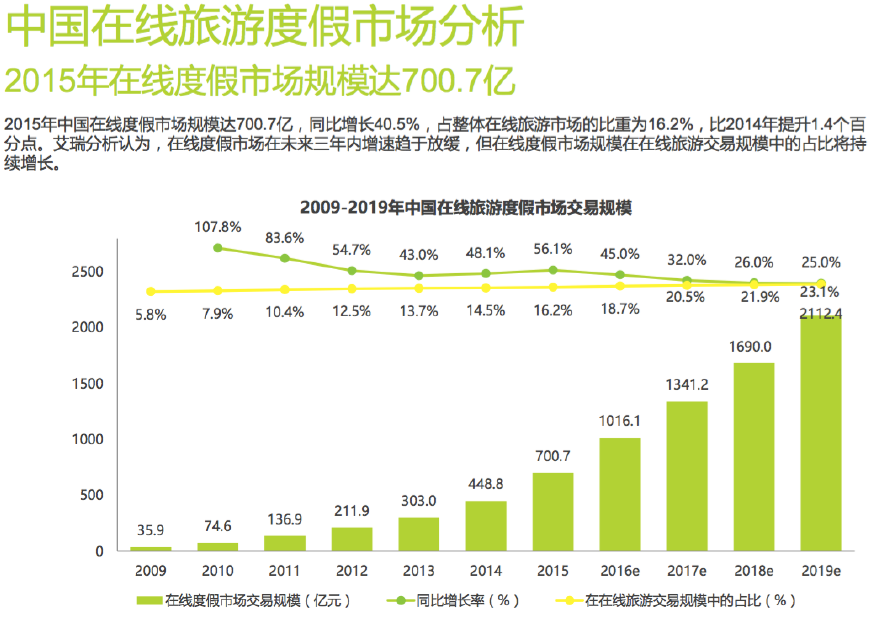 中国在线旅游度假市场分析
2015年在线度假市场规模达700.7亿
2015年中国在线度假市场规模达700.7亿，同比增长40.5%，占整体在线旅游市场的比重为16.2%，比2014年提升1.4个百
分点。艾瑞分析认为，在线度假市场在未来三年内增速趋于放缓，但在线度假市场规模在在线旅游交易规模中的占比将持
续增长。
2009-2019年中国在线旅游度假市场交易规模
107.8% 83.6% 54.7% 43.0% 48.1% 56.1% 45.0% 32.0% 26.0% 25.0%
5.8% 7.9% 10.4% 12.5% 13.7% 14.5% 16.2% 18.7% 20.5% 21.9% 23.1%
2500
2000
1500
1000
500
0
35.9 74.6 136.9 211.9 303.0 448.8 700.7 1016.1 1341.2 1690.0 2112.4
2009 2010 2011 2012 2013 2014 2015 2016e 2017e 2018e 2019e
在线度假市场交易规模（亿元） 同比增长率（%） 在在线旅游交易规模中的占比（%）